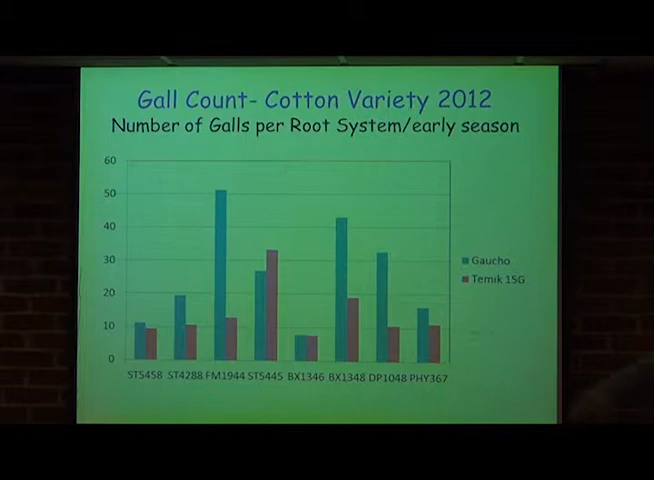 Gall Count- Cotton Variety 2012
Number of Galls per Root System/early season
60
50
40
30
20
10
0
ST5458 ST4288 FM1944 ST5445 BX1346 BX1348 DP1048 PHY367
Gaucho
Temik 15G